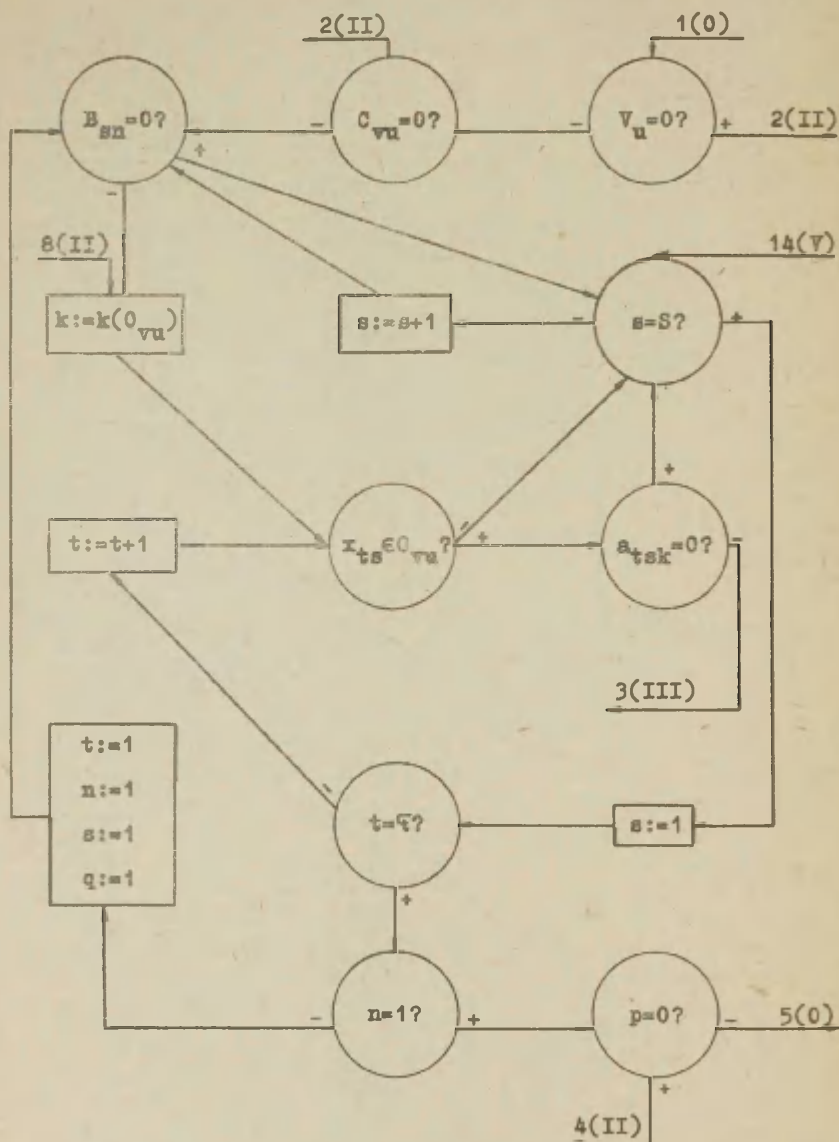 2(II)
1(0)
B_sn=0?
C_vu=0?
V_u=0?
-
-
+
2(II)
+
-
8(II)
14(V)
k:=k(0_vu)
s:=s+1
-
s=S?
+
+
t:=t+1
x_ts∈0_vu?
-
+
a_tsk=0?
-
3(III)
t:=1
n:=1
s:=1
q:=1
-
t=τ?
s:=1
+
-
n=1?
+
p=0?
-
5(0)
+
4(II)